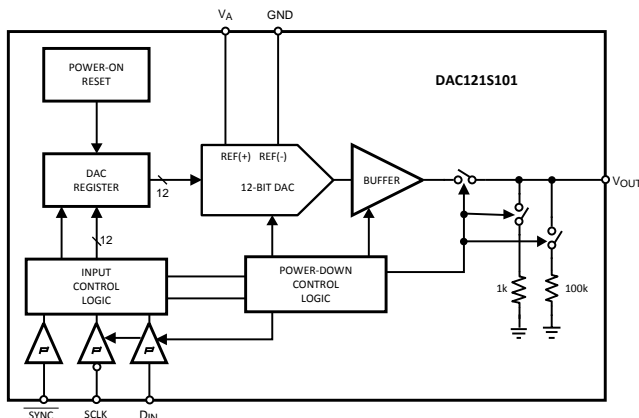 VA GND
POWER-ON
RESET
DAC121S101
REF(+) REF(-)
DAC
REGISTER
12
12-BIT DAC
BUFFER
VOUT
12
INPUT
CONTROL
LOGIC
POWER-DOWN
CONTROL
LOGIC
1k
100k
SYNC SCLK DIN